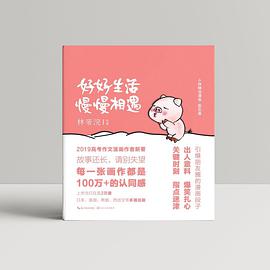 好好生活
慢慢相遇
林帝浣
2019高考作文漫画作者新著
故事还长，请别失望
每一张画作都是
100万+的认同感
引爆朋友圈的漫画段子
出人意料 爆笑扎心
关键时刻 指点迷津